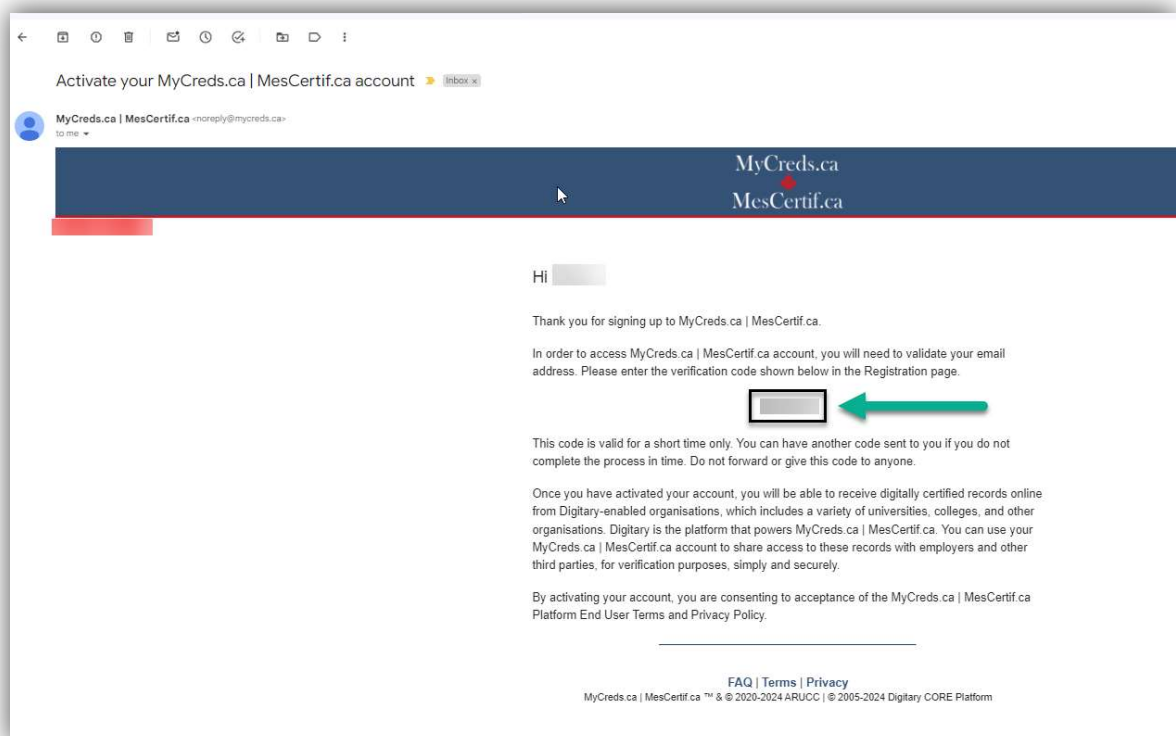 Activate your MyCreds.ca | MesCertif.ca account Inbox x
MyCreds.ca | MesCertif.ca <noreply@mycreds.ca>
to me
MyCreds.ca
MesCertif.ca
Hi
Thank you for signing up to MyCreds.ca | MesCertif.ca.
In order to access MyCreds.ca | MesCertif.ca account, you will need to validate your email
address. Please enter the verification code shown below in the Registration page.
This code is valid for a short time only. You can have another code sent to you if you do not
complete the process in time. Do not forward or give this code to anyone.
Once you have activated your account, you will be able to receive digitally certified records online
from Digitary-enabled organisations, which includes a variety of universities, colleges, and other
organisations. Digitary is the platform that powers MyCreds.ca | MesCertif.ca. You can use your
MyCreds.ca | MesCertif.ca account to share access to these records with employers and other
third parties, for verification purposes, simply and securely.
By activating your account, you are consenting to acceptance of the MyCreds.ca | MesCertif.ca
Platform End User Terms and Privacy Policy.
FAQ | Terms | Privacy
MyCreds.ca | MesCertif.ca ™ & © 2020-2024 ARUCC | © 2005-2024 Digitary CORE Platform